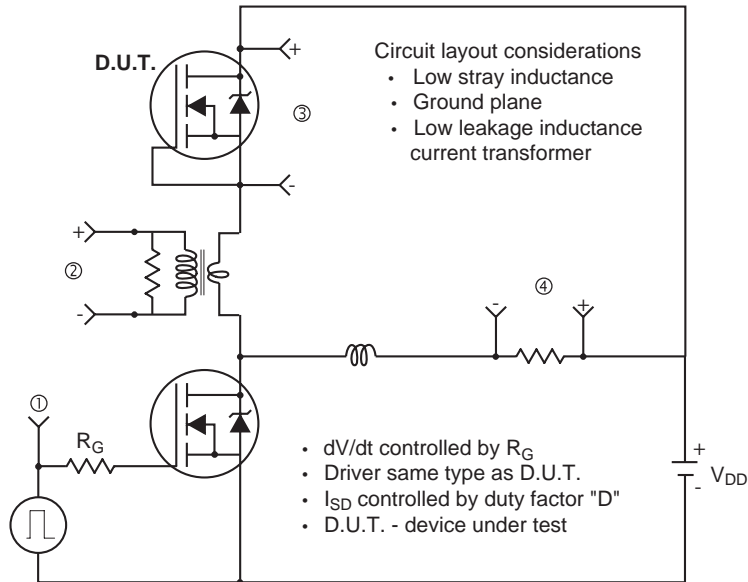 D.U.T.
+
③
-
Circuit layout considerations
• Low stray inductance
• Ground plane
• Low leakage inductance
current transformer
+
②
-
-
④
+
①
RG
• dV/dt controlled by RG
• Driver same type as D.U.T.
• ISD controlled by duty factor "D"
• D.U.T. - device under test
+
VDD
-